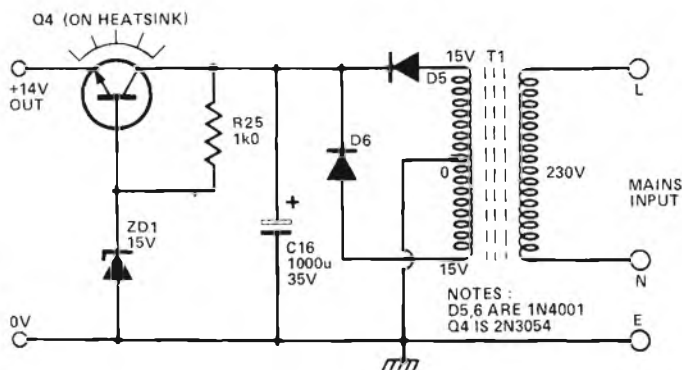 Q4 (ON HEATSINK)
+14V
OUT
R25
1k0
ZD1
15V
0V
+
C16
1000u
35V
D6
D5
15V
T1
0
15V
230V
L
MAINS
INPUT
N
E
NOTES :
D5,6 ARE 1N4001
Q4 IS 2N3054